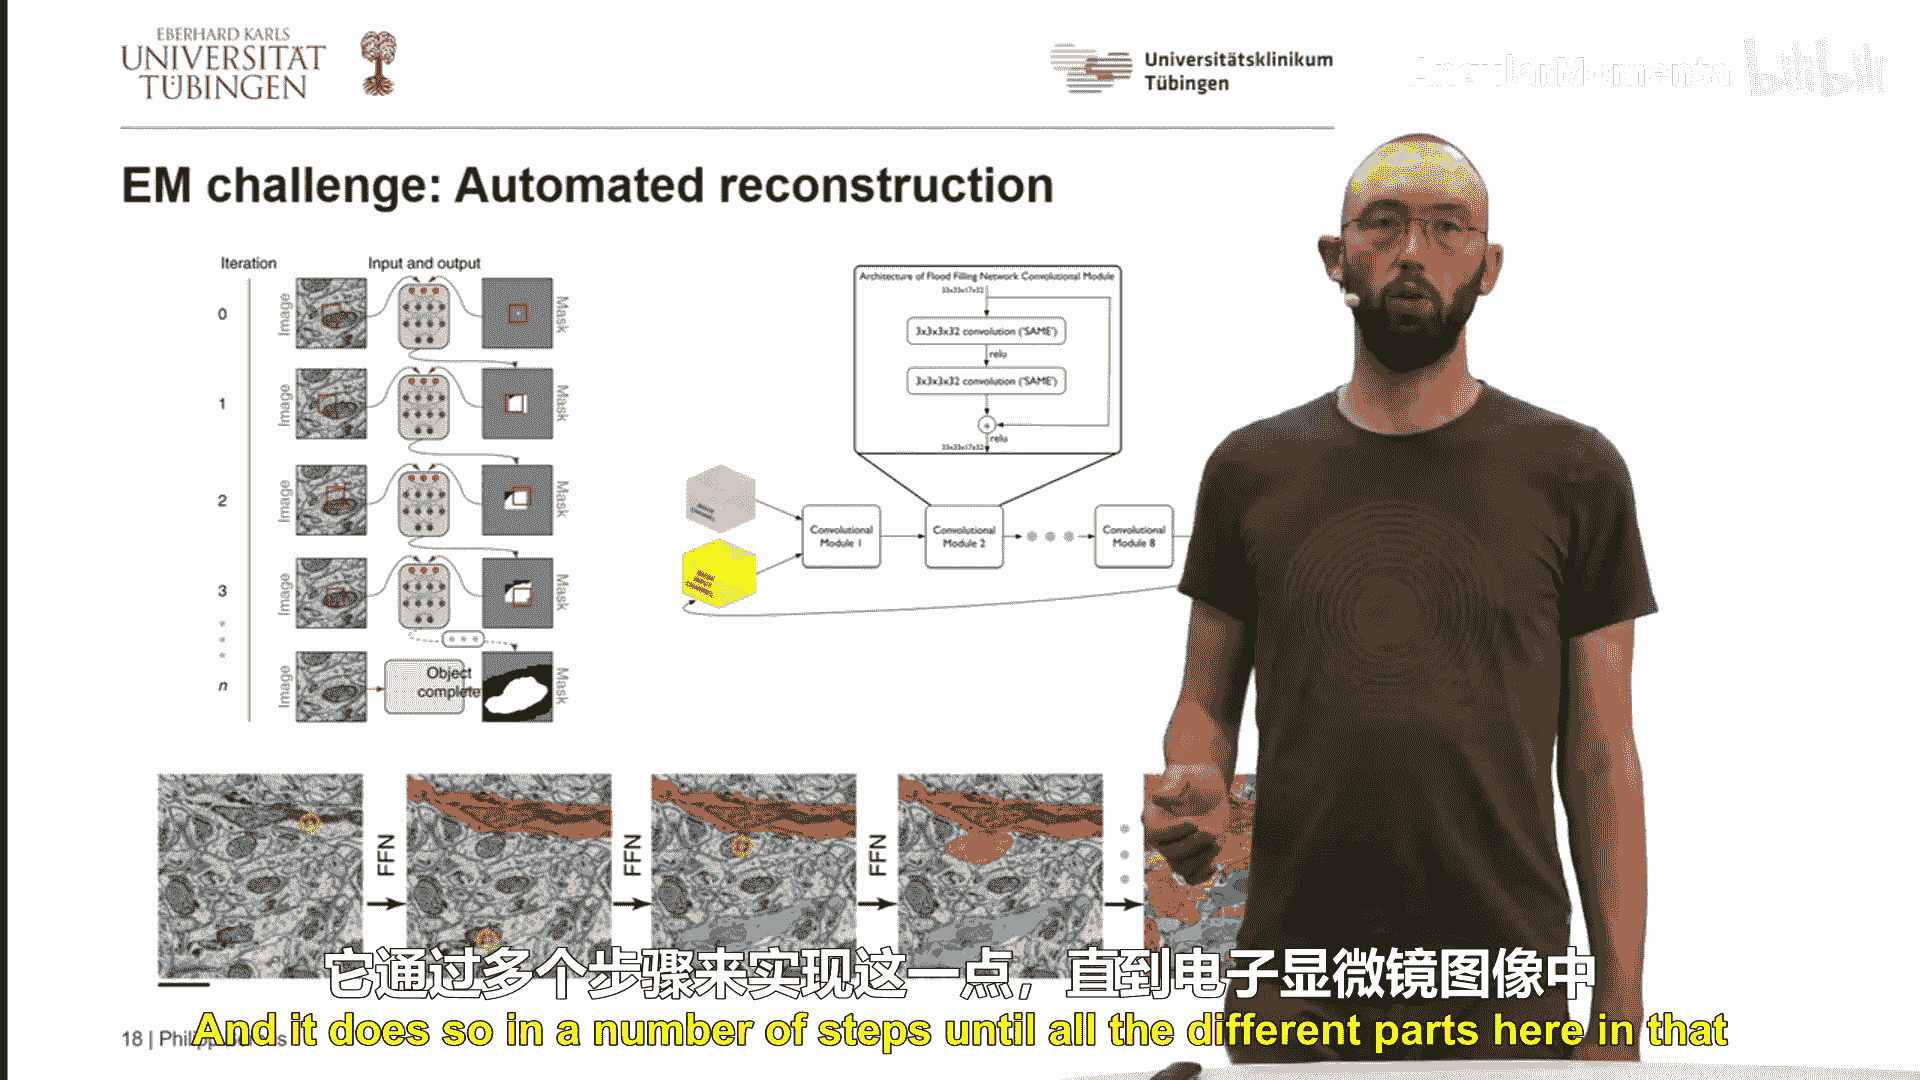 EBERHARD KARLS
UNIVERSITÄT
TÜBINGEN
Universitätsklinikum
Tübingen
bilibili
EM challenge: Automated reconstruction
Iteration
Input and output
0
Image
Mask
1
Image
Mask
2
Image
Mask
3
Image
Mask
n
Image
Object
complete
Mask
Architecture of Flood Filling Network Convolutional Module
33x33x17x32
3x3x3x32 convolution ('SAME')
relu
3x3x3x32 convolution ('SAME')
relu
33x33x17x32
Convolutional
Module 1
Convolutional
Module 2
Convolutional
Module 8
FFN
FFN
FFN
它通过多个步骤来实现这一点，直到电子显微镜图像中
18 | Philipp
And it does so in a number of steps until all the different parts here in that